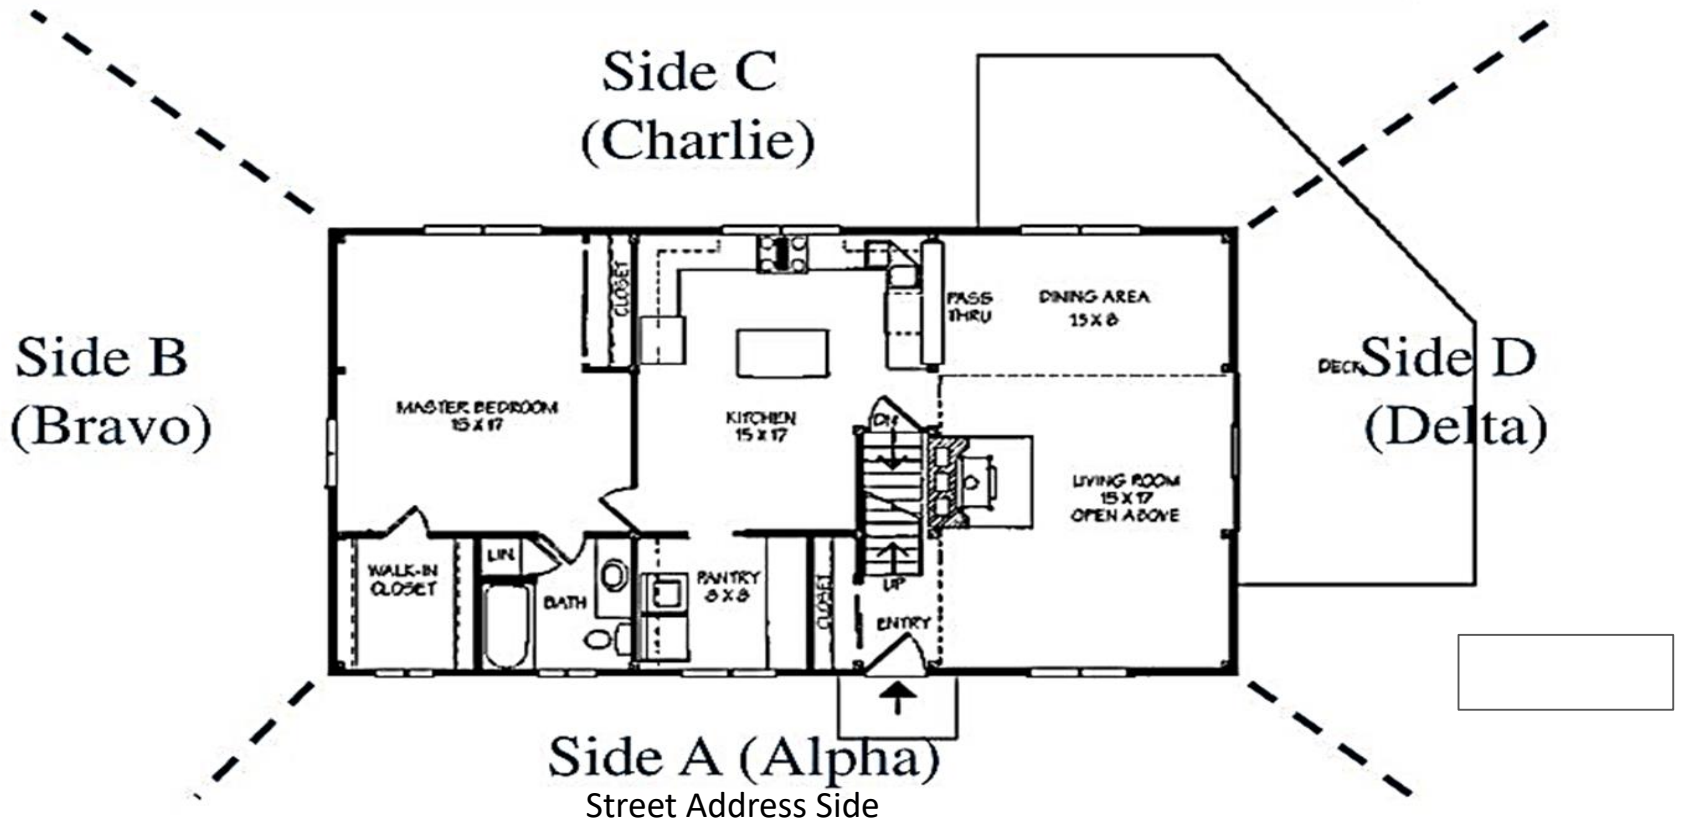 Side C
(Charlie)
CLOSET
PASS
THRU
DINING AREA
15 X 8
Side B
(Bravo)
DECK
Side D
(Delta)
MASTER BEDROOM
15 X 17
KITCHEN
15 X 17
DN
LIVING ROOM
15 X 17
OPEN ABOVE
LIN
WALK-IN
CLOSET
BATH
PANTRY
8 X 8
CLOSET
UP
ENTRY
Side A (Alpha)
Street Address Side